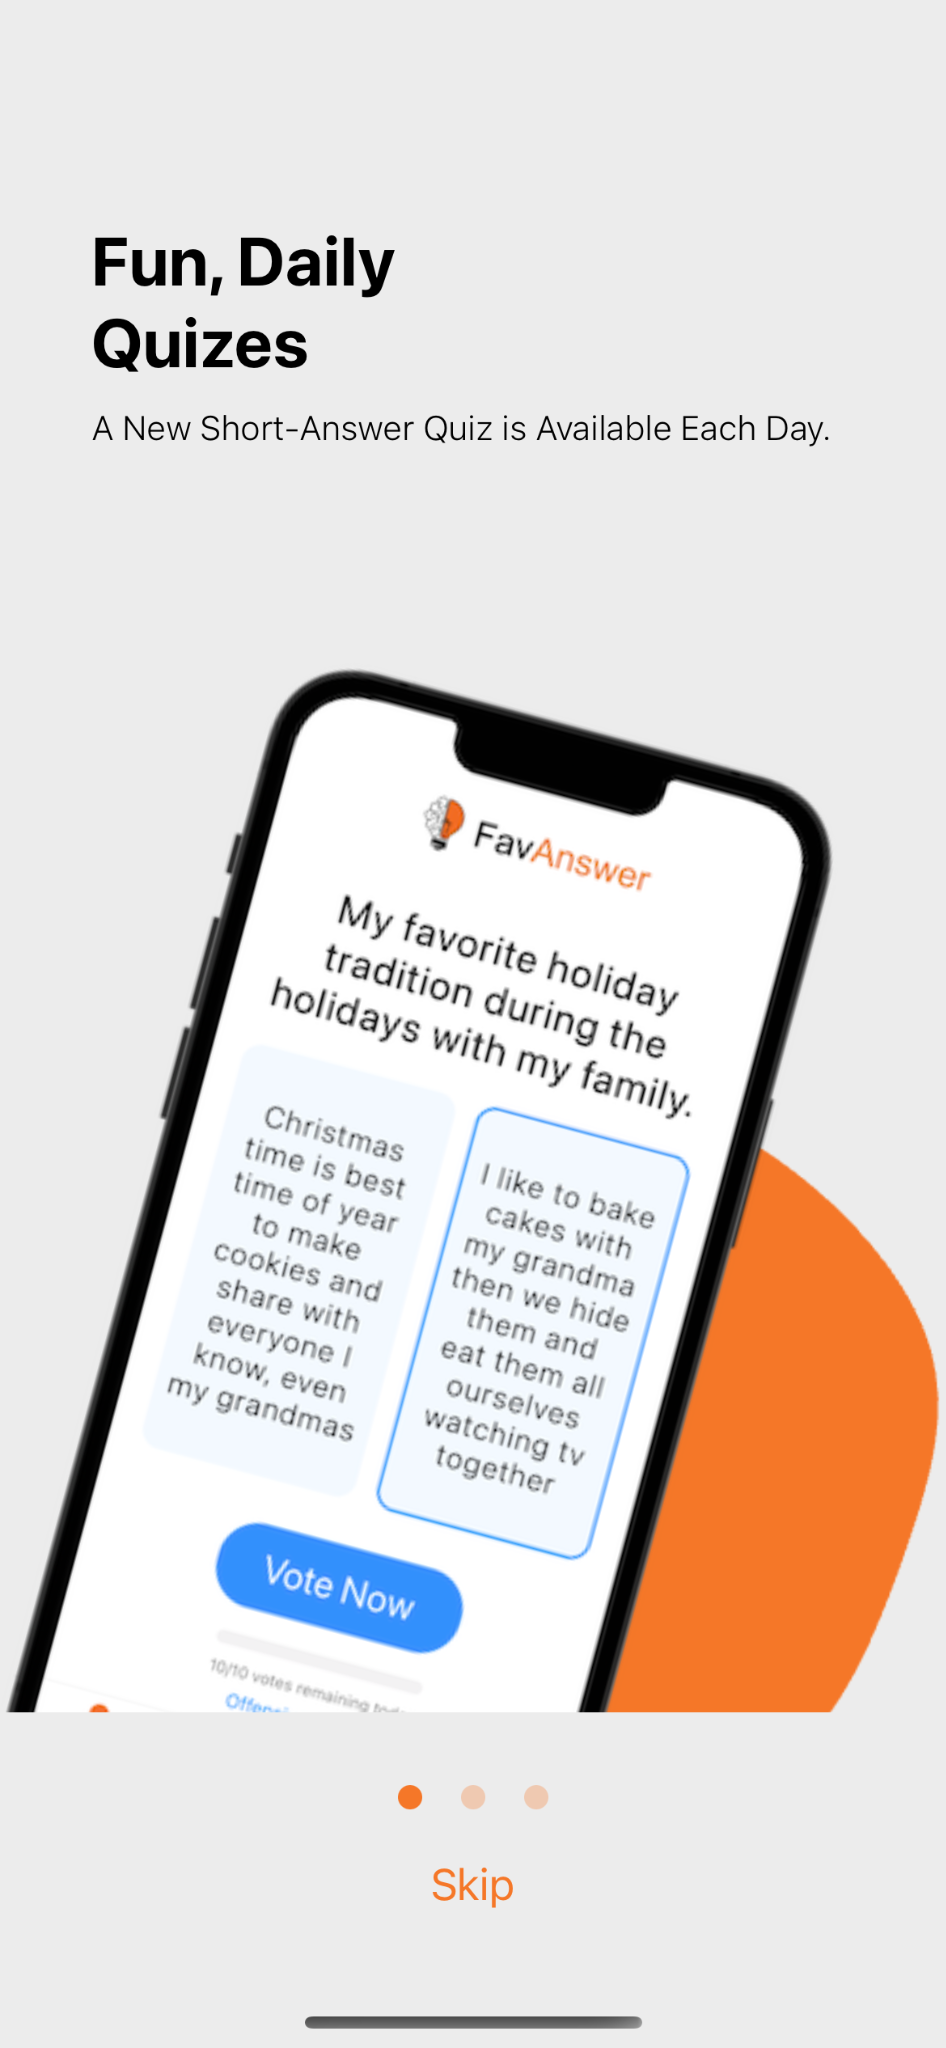 Fun, Daily
Quizes
A New Short-Answer Quiz is Available Each Day.
FavAnswer
My favorite holiday
tradition during the
holidays with my family.
Christmas
time is best
time of year
to make
cookies and
share with
everyone I
know, even
my grandmas
I like to bake
cakes with
my grandma
then we hide
them and
eat them all
ourselves
watching tv
together
Vote Now
10/10 votes remaining
Skip